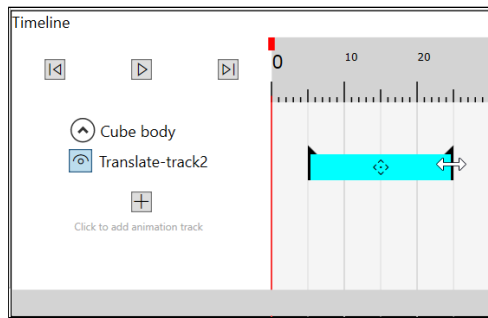 Timeline
0 10 20
Cube body
Translate-track2
Click to add animation track